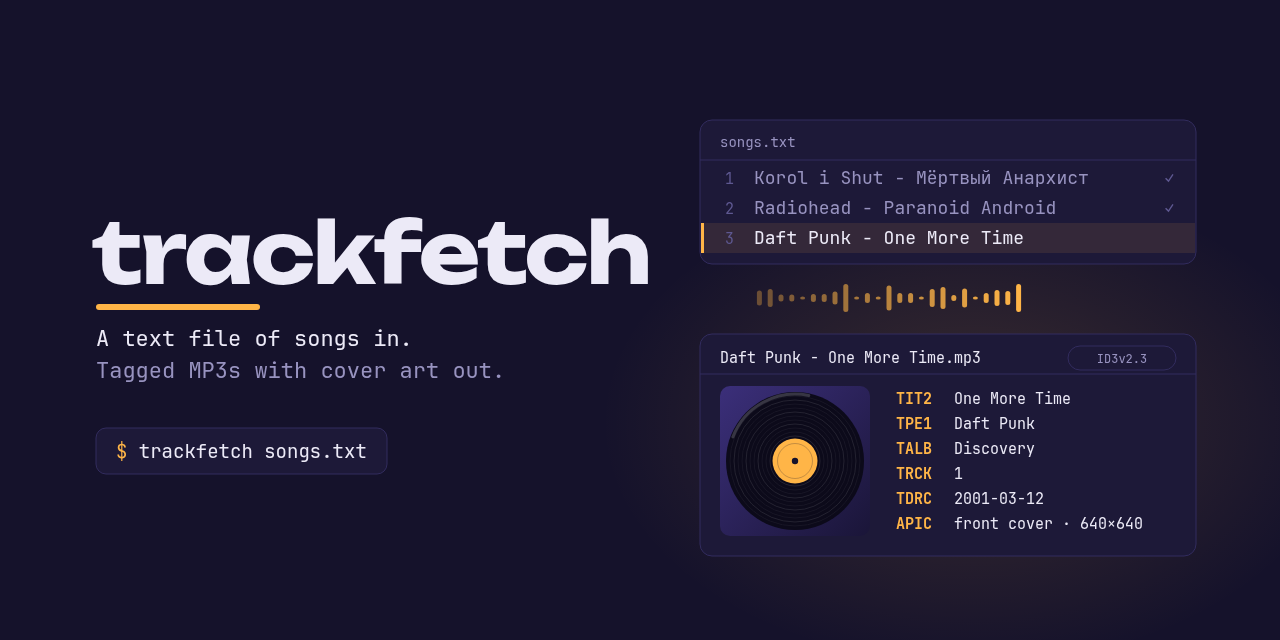 trackfetch
A text file of songs in.
Tagged MP3s with cover art out.
$ trackfetch songs.txt
songs.txt
1 Korol i Shut - Мёртвый Анархист ✓
2 Radiohead - Paranoid Android ✓
3 Daft Punk - One More Time
Daft Punk - One More Time.mp3 ID3v2.3
TIT2 One More Time
TPE1 Daft Punk
TALB Discovery
TRCK 1
TDRC 2001-03-12
APIC front cover · 640×640